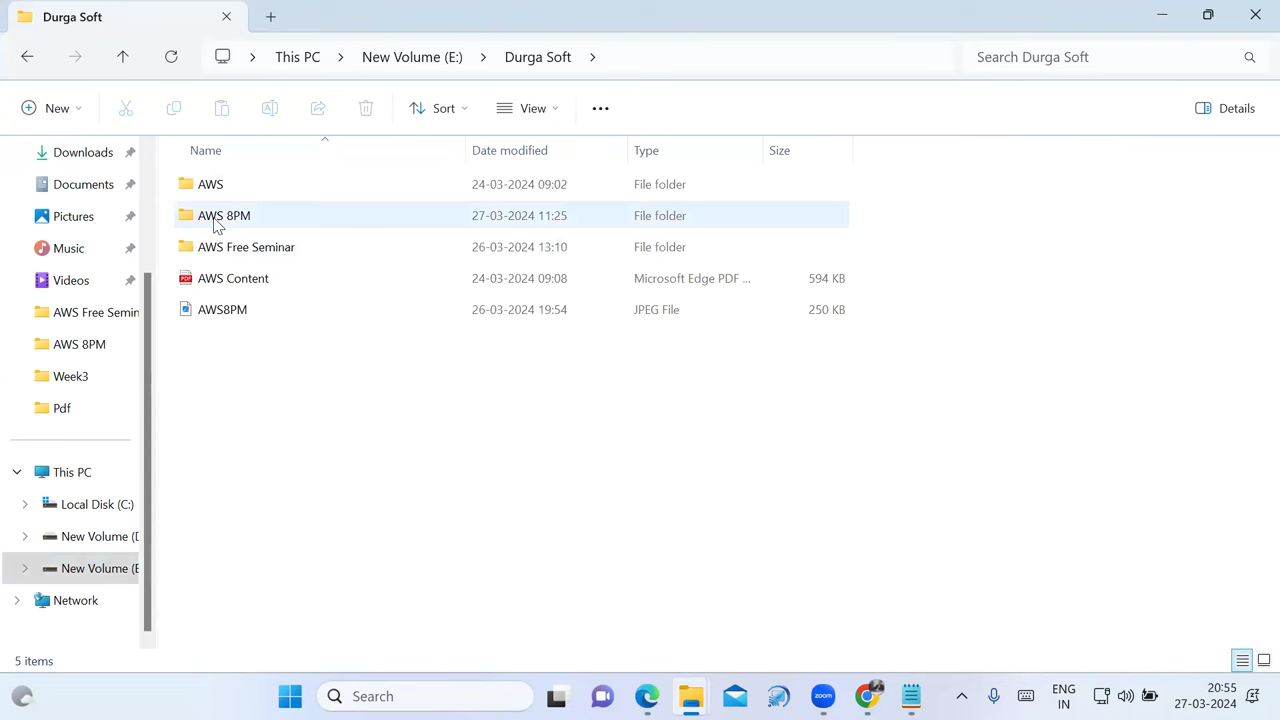 Durga Soft
This PC > New Volume (E:) > Durga Soft >
Search Durga Soft
New
Sort
View
Details
Name Date modified Type Size
AWS 24-03-2024 09:02 File folder
AWS 8PM 27-03-2024 11:25 File folder
AWS Free Seminar 26-03-2024 13:10 File folder
AWS Content 24-03-2024 09:08 Microsoft Edge PDF ... 594 KB
AWS8PM 26-03-2024 19:54 JPEG File 250 KB
Downloads
Documents
Pictures
Music
Videos
AWS Free Semin
AWS 8PM
Week3
Pdf
This PC
Local Disk (C:)
New Volume (D
New Volume (E
Network
5 items
Search
zoom
ENG
IN
20:55
27-03-2024